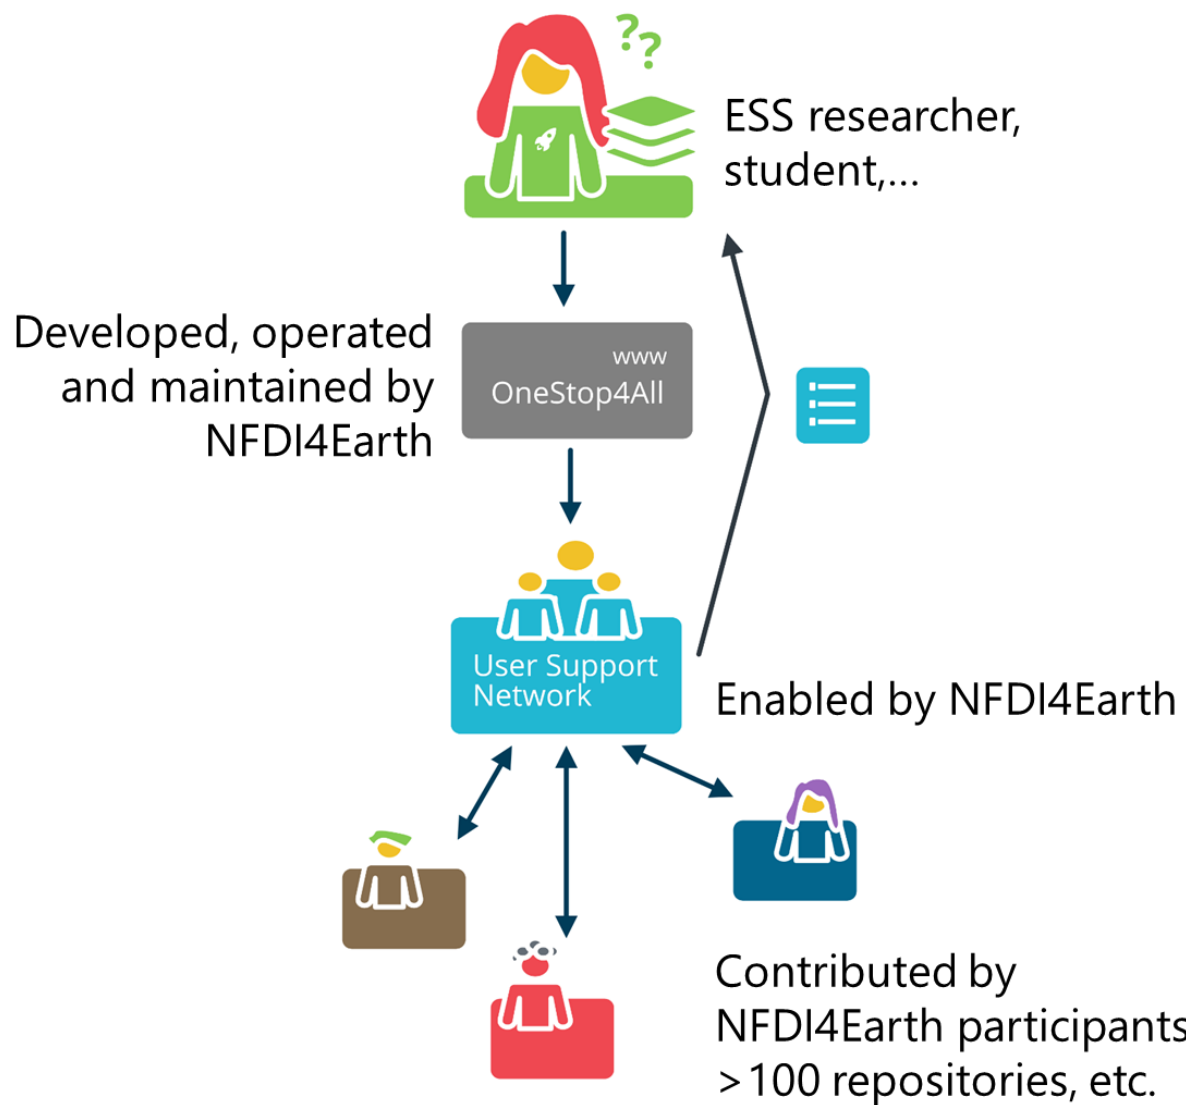 ??
ESS researcher,
student,...
Developed, operated
and maintained by
NFDI4Earth
www
OneStop4All
User Support
Network
Enabled by NFDI4Earth
Contributed by
NFDI4Earth participants
>100 repositories, etc.